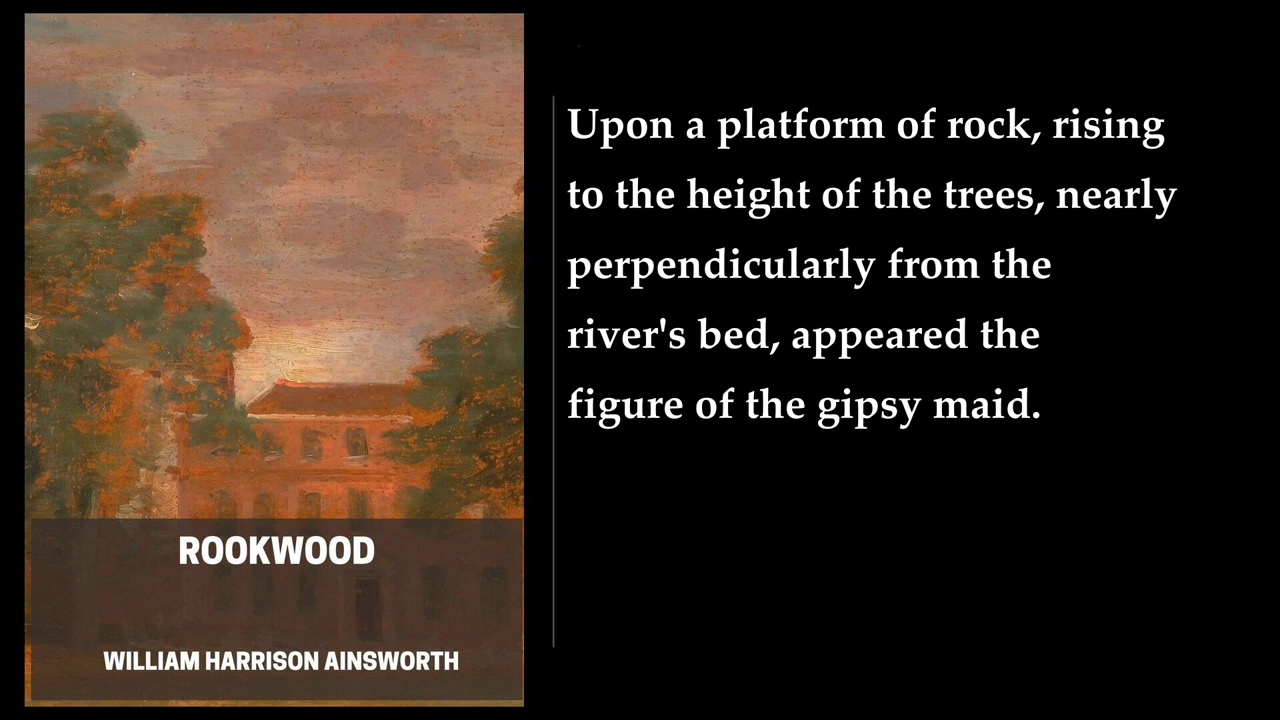 ROOKWOOD
WILLIAM HARRISON AINSWORTH
Upon a platform of rock, rising
to the height of the trees, nearly
perpendicularly from the
river's bed, appeared the
figure of the gipsy maid.